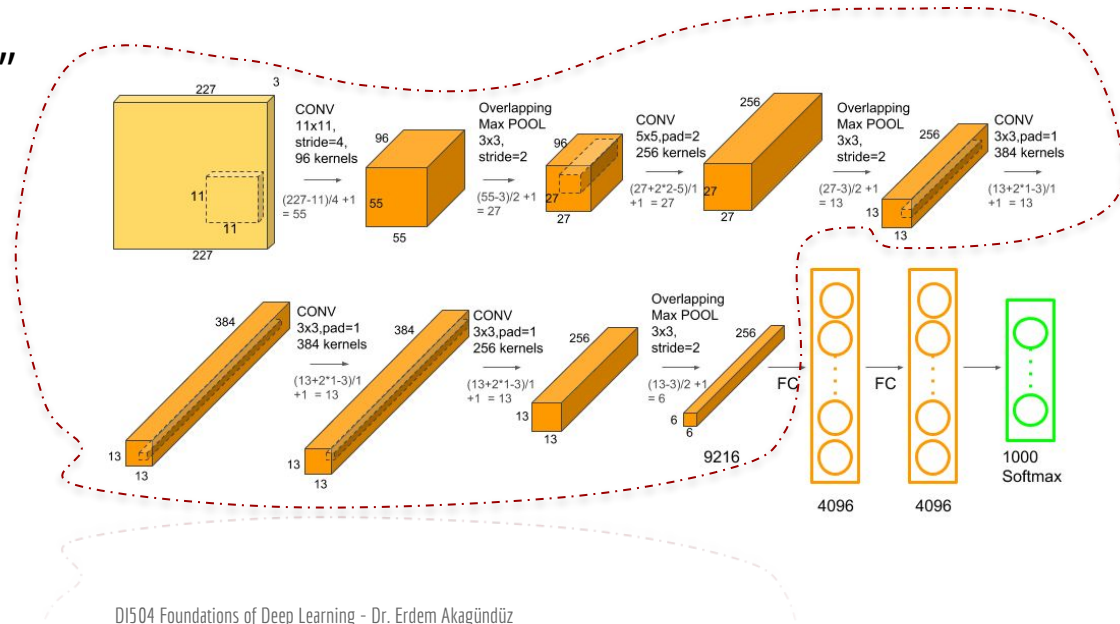 "
227
3
11
11
227
CONV
11x11,
stride=4,
96 kernels
(227-11)/4 +1
= 55
96
55
55
Overlapping
Max POOL
3x3,
stride=2
(55-3)/2 +1
= 27
96
27
27
CONV
5x5,pad=2
256 kernels
(27+2*2-5)/1
+1 = 27
256
27
27
Overlapping
Max POOL
3x3,
stride=2
(27-3)/2 +1
= 13
256
13
13
CONV
3x3,pad=1
384 kernels
(13+2*1-3)/1
+1 = 13
384
13
13
CONV
3x3,pad=1
384 kernels
(13+2*1-3)/1
+1 = 13
384
13
13
CONV
3x3,pad=1
256 kernels
(13+2*1-3)/1
+1 = 13
256
13
13
Overlapping
Max POOL
3x3,
stride=2
(13-3)/2 +1
= 6
256
6
6
9216
FC
4096
FC
4096
1000
Softmax
DI504 Foundations of Deep Learning - Dr. Erdem Akagündüz